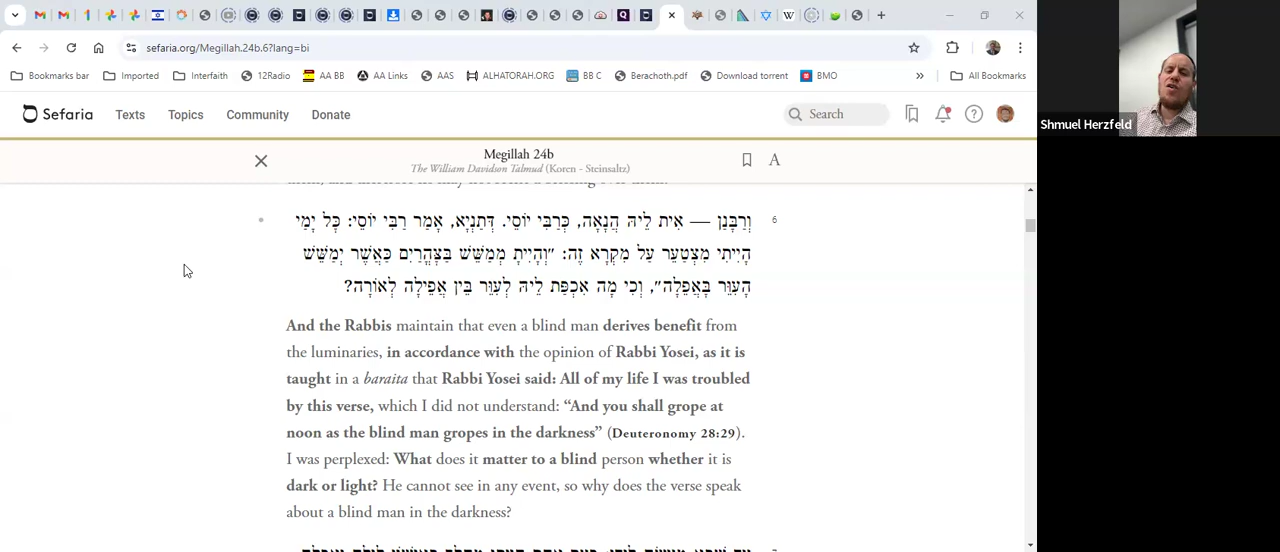 sefaria.org/Megillah.24b.6?lang=bi
Bookmarks bar Imported Interfaith 12Radio AA BB AA Links AAS ALHATORAH.ORG BB C Berachoth.pdf Download torrent BMO » All Bookmarks
Sefaria Texts Topics Community Donate Search
Shmuel Herzfeld
Megillah 24b
The William Davidson Talmud (Koren - Steinsaltz)
A
וְרַבָּנַן — אִית לֵיהּ הֲנָאָה, כְּרַבִּי יוֹסֵי. דְּתַנְיָא, אָמַר רַבִּי יוֹסֵי: כׇּל יָמַי
6
הָיִיתִי מִצְטַעֵר עַל מִקְרָא זֶה: ״וְהָיִיתָ מְמַשֵּׁשׁ בַּצׇּהֳרַיִם כַּאֲשֶׁר יְמַשֵּׁשׁ
הָעִוֵּר בָּאֲפֵלָה״, וְכִי מָה אִכְפַּת לֵיהּ לְעִוֵּר בֵּין אֲפֵילָה לְאוֹרָה?
And the Rabbis maintain that even a blind man derives benefit from
the luminaries, in accordance with the opinion of Rabbi Yosei, as it is
taught in a baraita that Rabbi Yosei said: All of my life I was troubled
by this verse, which I did not understand: “And you shall grope at
noon as the blind man gropes in the darkness” (Deuteronomy 28:29).
I was perplexed: What does it matter to a blind person whether it is
dark or light? He cannot see in any event, so why does the verse speak
about a blind man in the darkness?